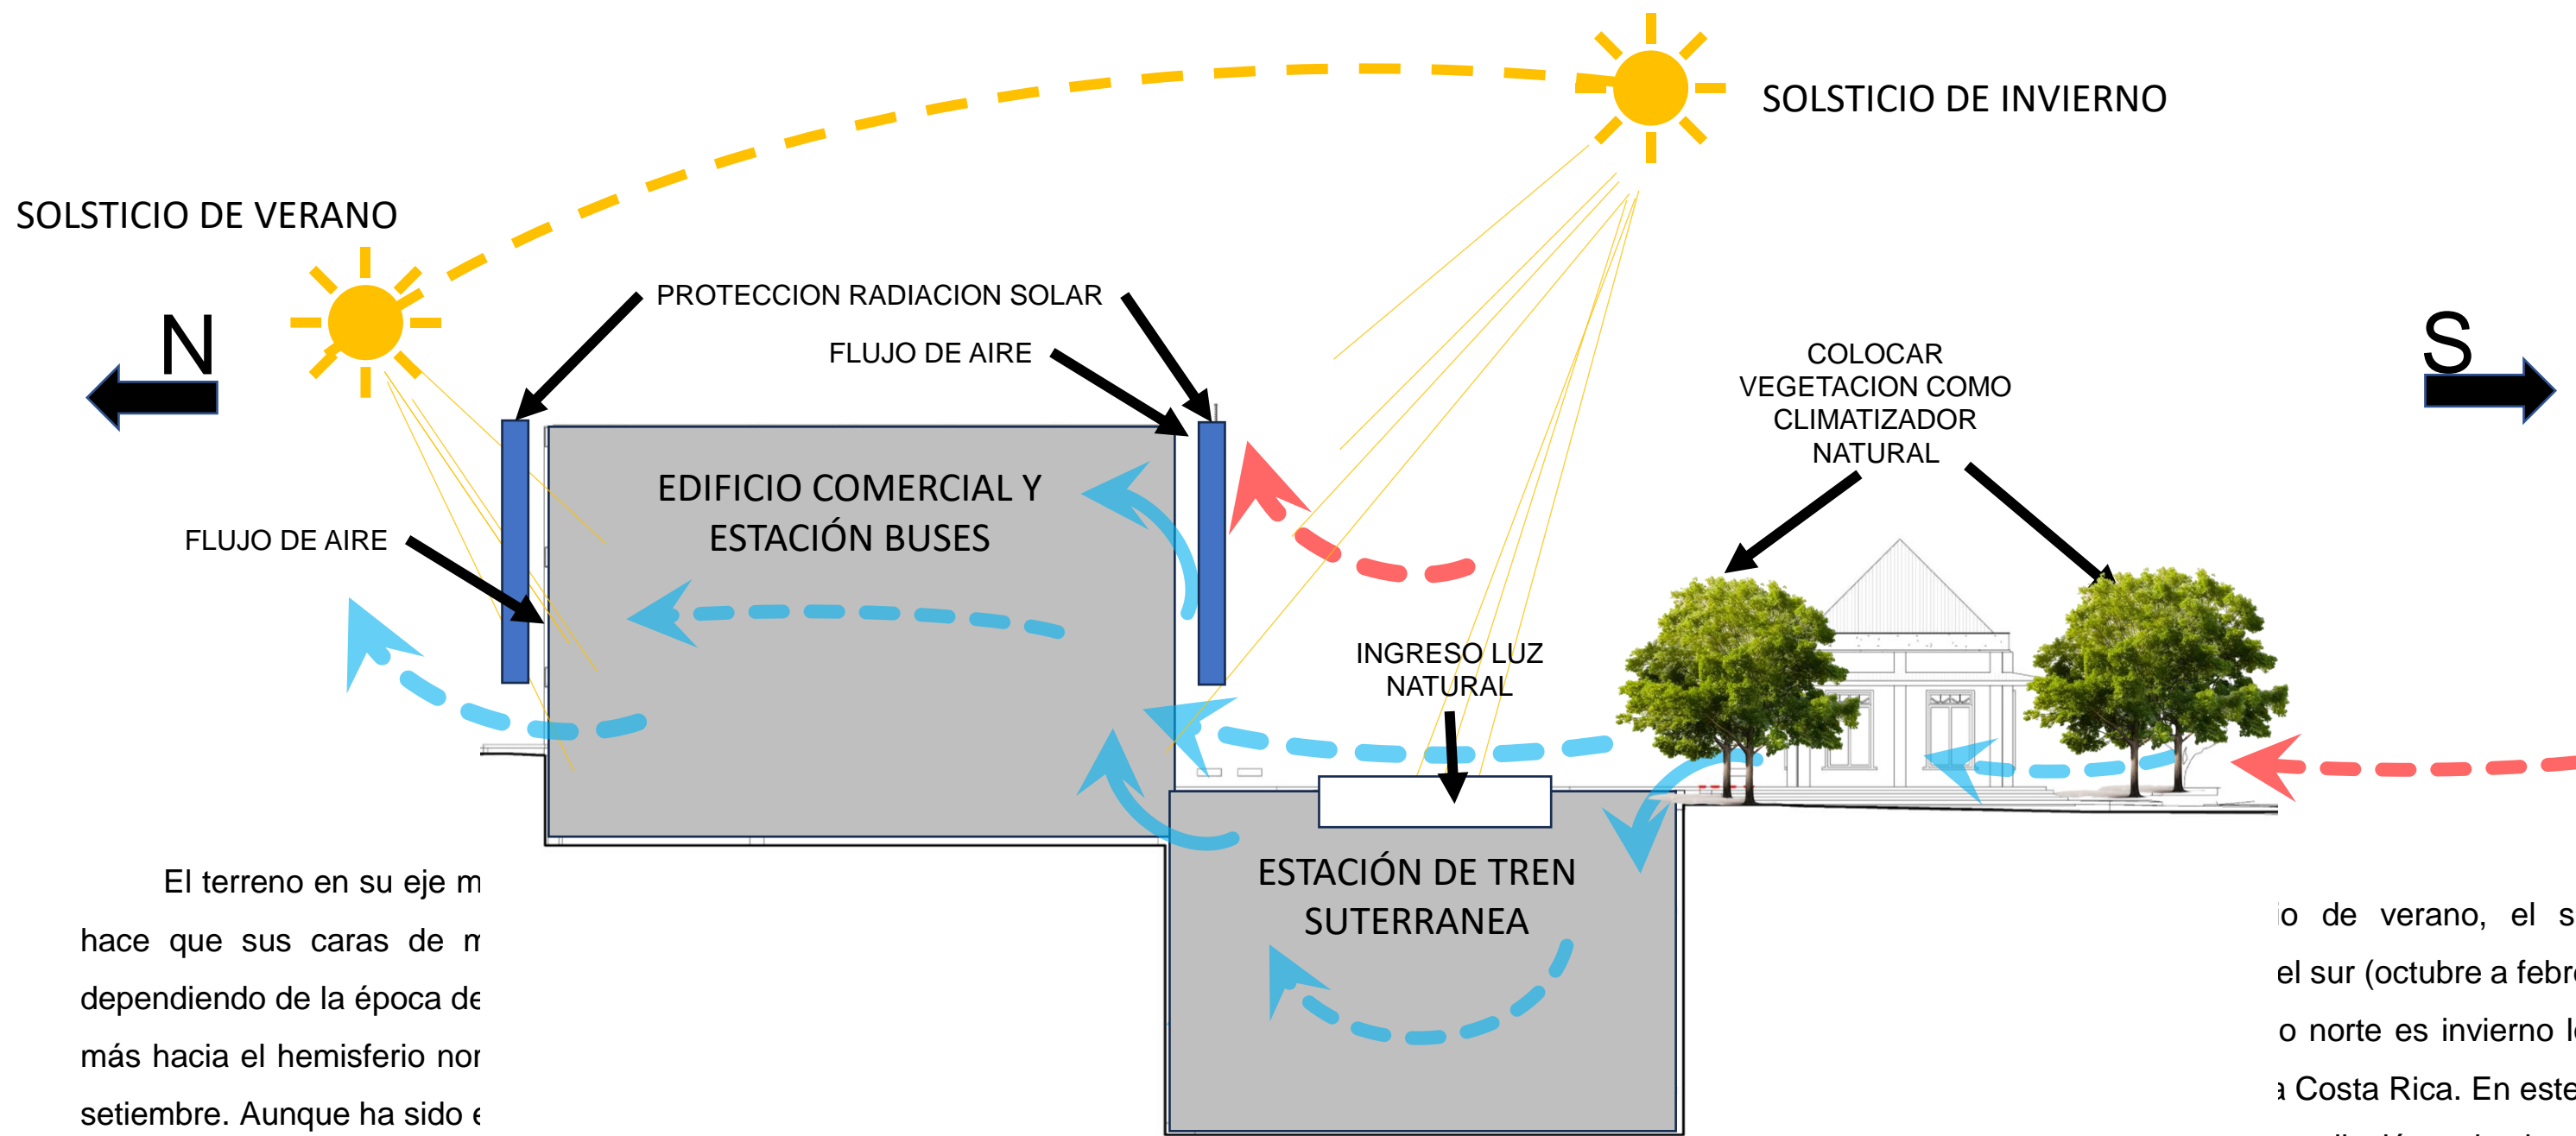 SOLSTICIO DE INVIERNO
SOLSTICIO DE VERANO
PROTECCION RADIACION SOLAR
N
FLUJO DE AIRE
S
COLOCAR
VEGETACION COMO
CLIMATIZADOR
NATURAL
EDIFICIO COMERCIAL Y
ESTACIÓN BUSES
FLUJO DE AIRE
INGRESO LUZ
NATURAL
ESTACIÓN DE TREN
SUTERRANEA
El terreno en su eje
hace que sus caras de
dependiendo de la época de
más hacia el hemisferio
setiembre. Aunque ha sido
de verano, el
el sur (octubre a
norte es invierno
Costa Rica. En este